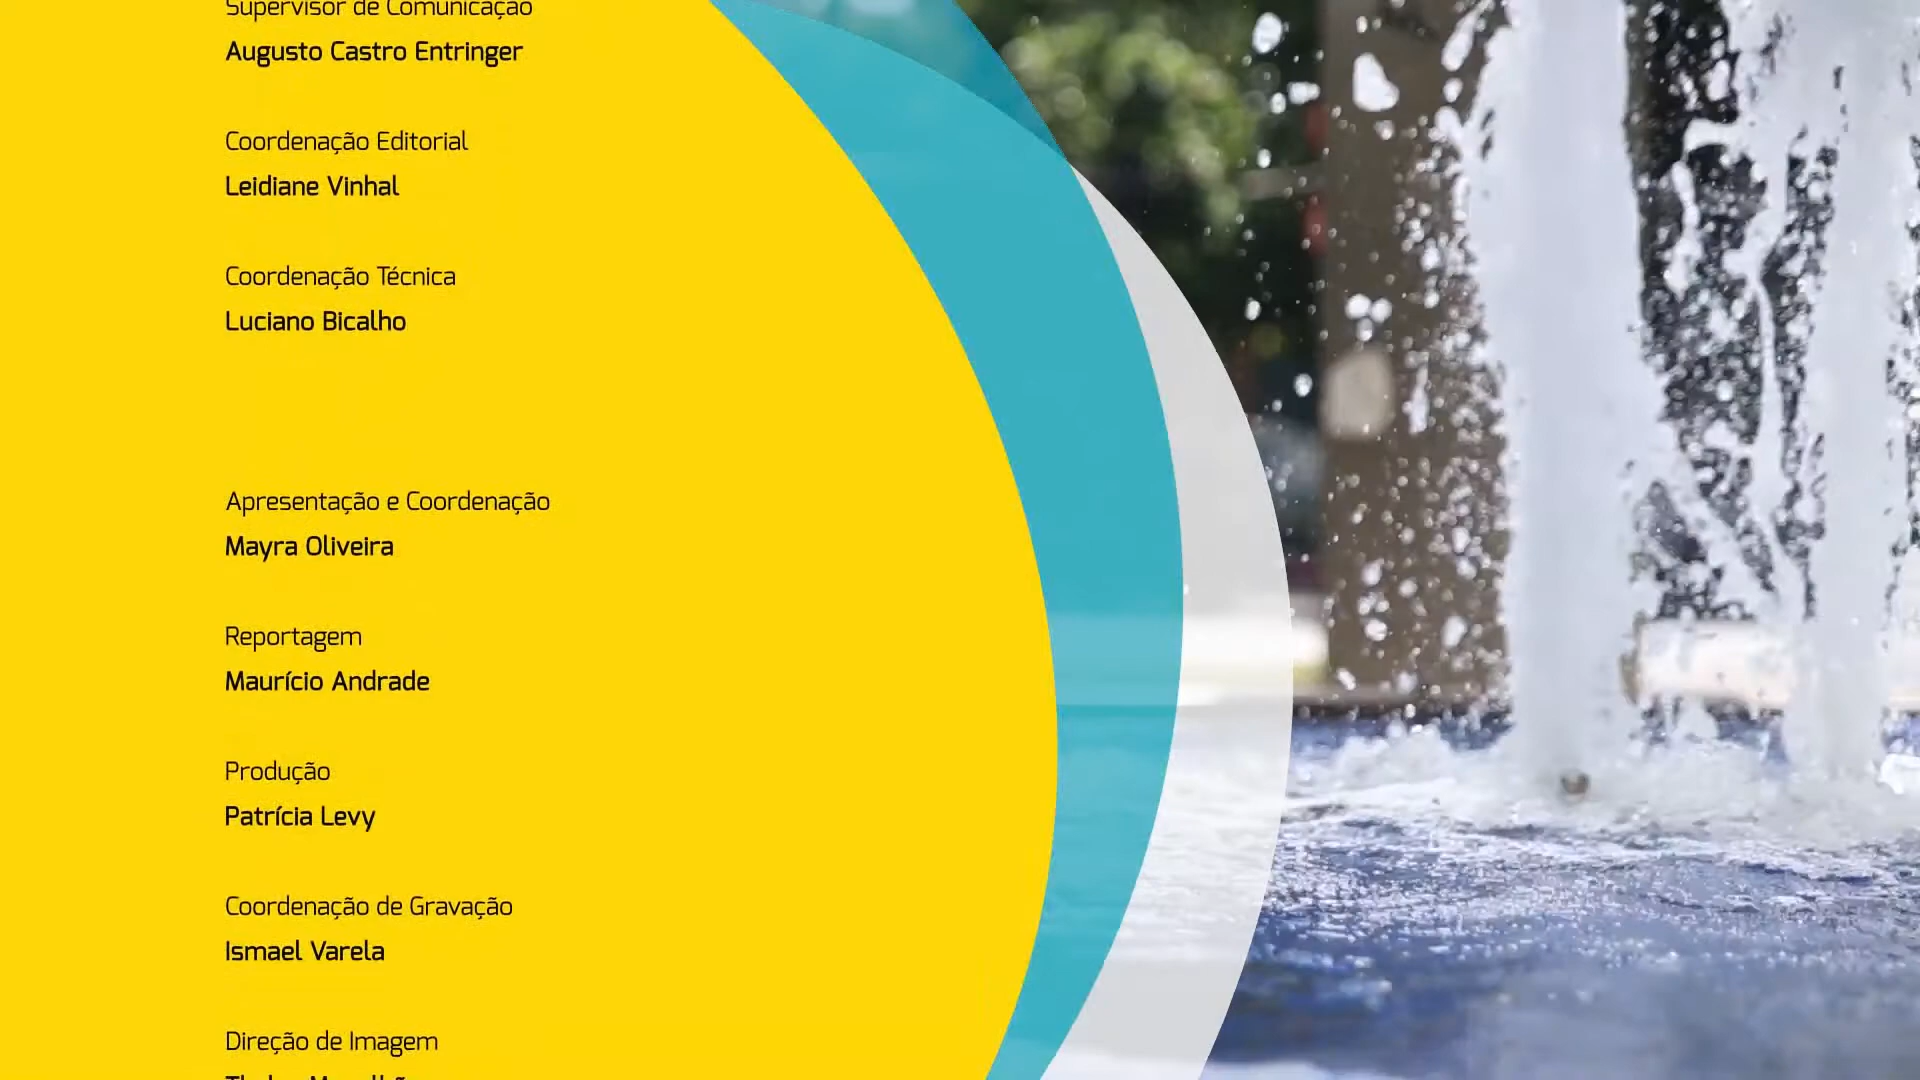 Supervisor de Comunicação
Augusto Castro Entringer
Coordenação Editorial
Leidiane Vinhal
Coordenação Técnica
Luciano Bicalho
Apresentação e Coordenação
Mayra Oliveira
Reportagem
Maurício Andrade
Produção
Patrícia Levy
Coordenação de Gravação
Ismael Varela
Direção de Imagem